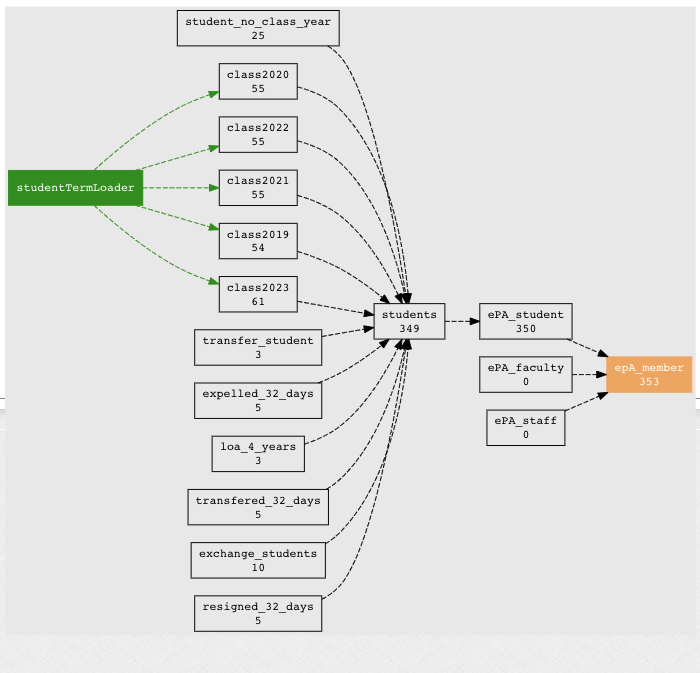 student_no_class_year
25
class2020
55
class2022
55
studentTermLoader
class2021
55
class2019
54
class2023
61
students
349
ePA_student
350
transfer_student
3
ePA_faculty
0
epA_member
353
expelled_32_days
5
ePA_staff
0
loa_4_years
3
transfered_32_days
5
exchange_students
10
resigned_32_days
5